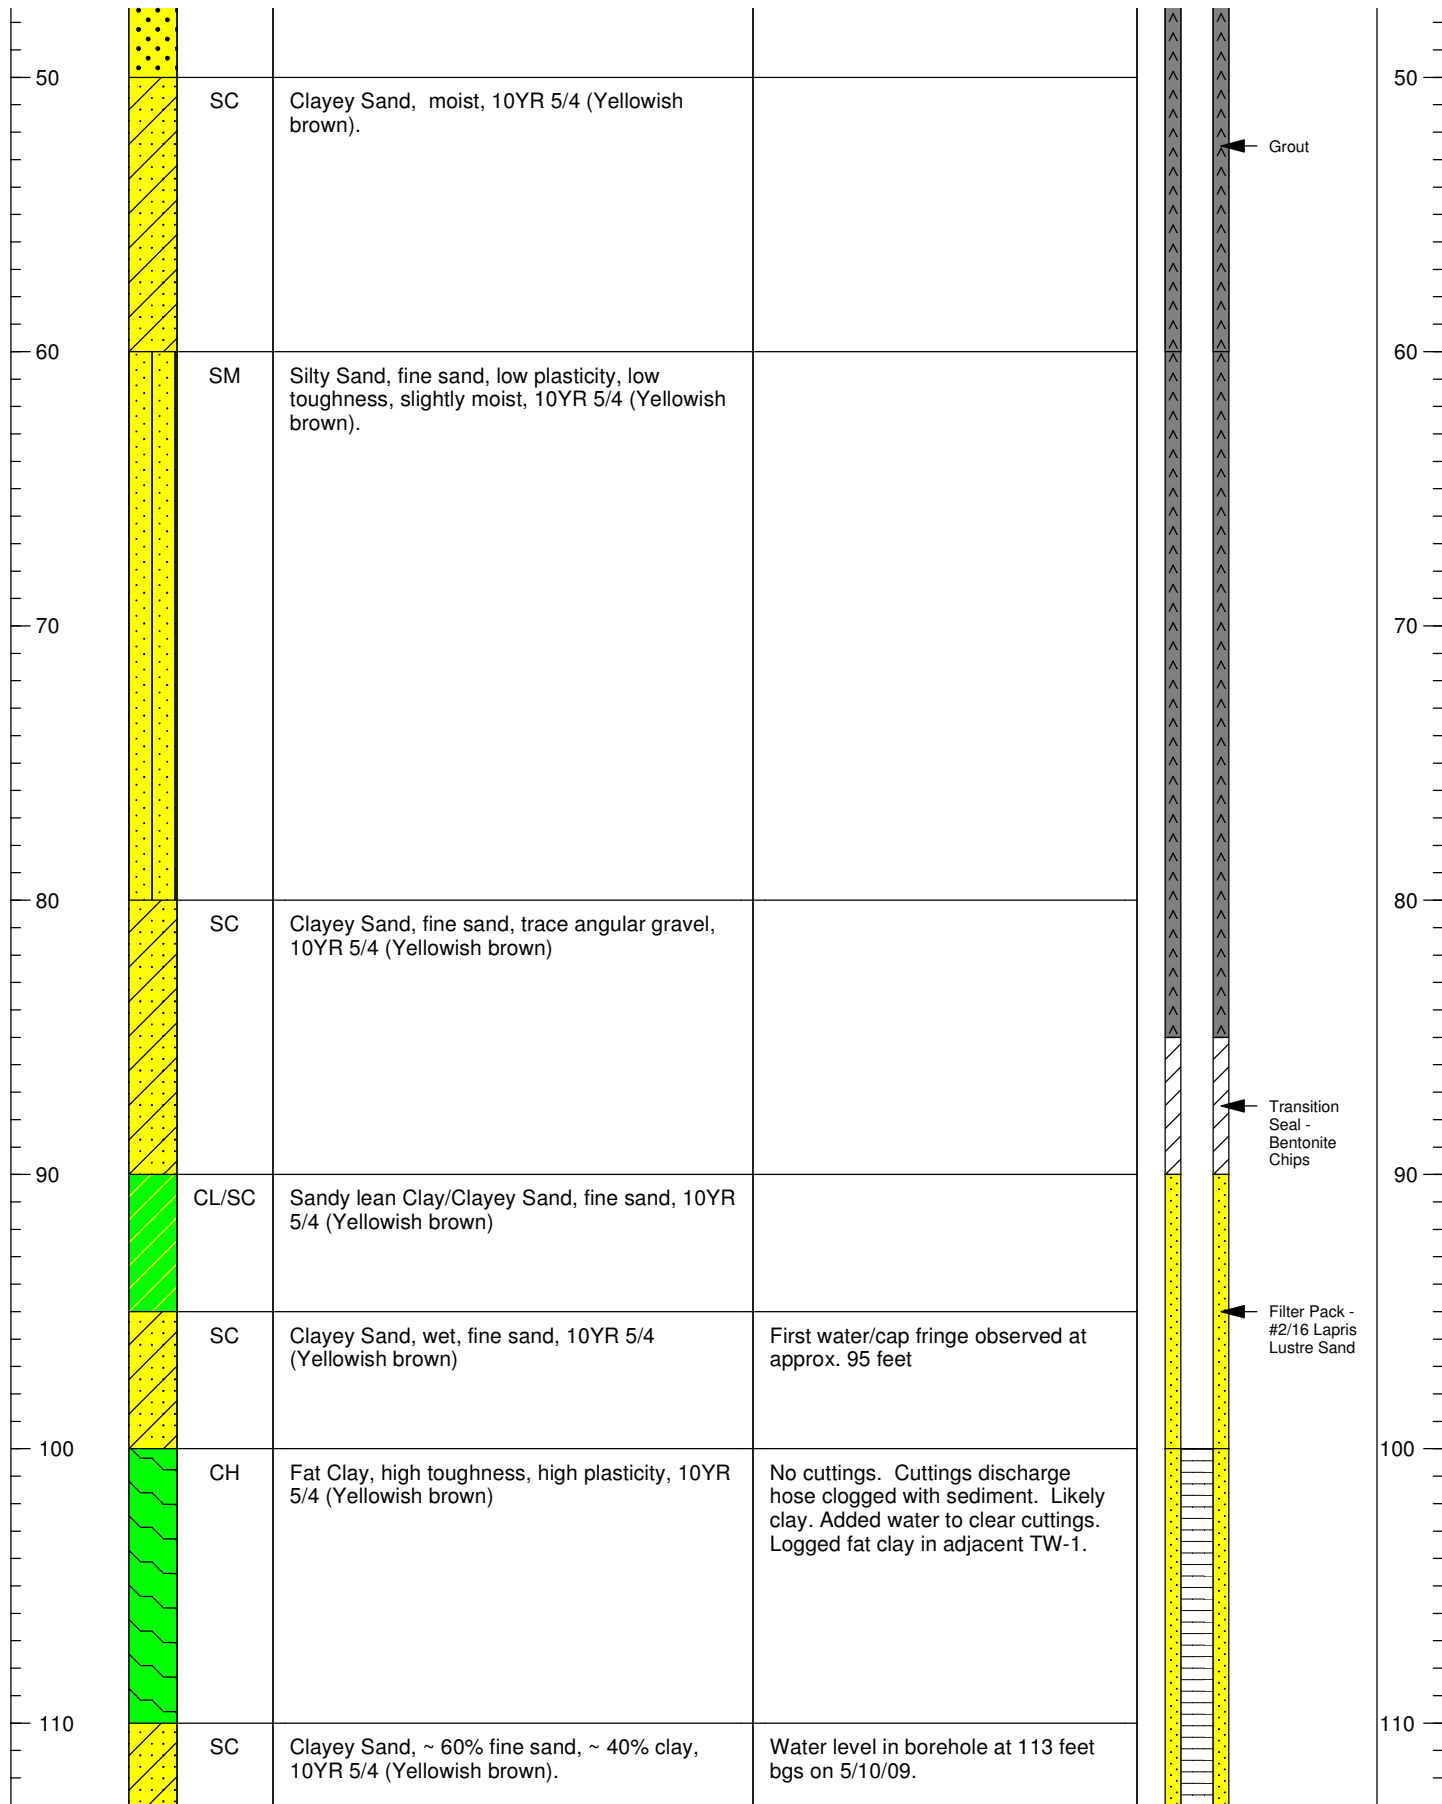 50
50
SC
Clayey Sand,  moist, 10YR 5/4 (Yellowish
brown).
Grout
60
60
SM
Silty Sand, fine sand, low plasticity, low
toughness, slightly moist, 10YR 5/4 (Yellowish
brown).
70
70
80
80
SC
Clayey Sand, fine sand, trace angular gravel,
10YR 5/4 (Yellowish brown)
Transition
Seal -
Bentonite
Chips
90
90
CL/SC
Sandy lean Clay/Clayey Sand, fine sand, 10YR
5/4 (Yellowish brown)
Filter Pack -
#2/16 Lapris
Lustre Sand
SC
Clayey Sand, wet, fine sand, 10YR 5/4
(Yellowish brown)
First water/cap fringe observed at
approx. 95 feet
100
100
CH
Fat Clay, high toughness, high plasticity, 10YR
5/4 (Yellowish brown)
No cuttings.  Cuttings discharge
hose clogged with sediment.  Likely
clay. Added water to clear cuttings.
Logged fat clay in adjacent TW-1.
110
110
SC
Clayey Sand, ~ 60% fine sand, ~ 40% clay,
10YR 5/4 (Yellowish brown).
Water level in borehole at 113 feet
bgs on 5/10/09.